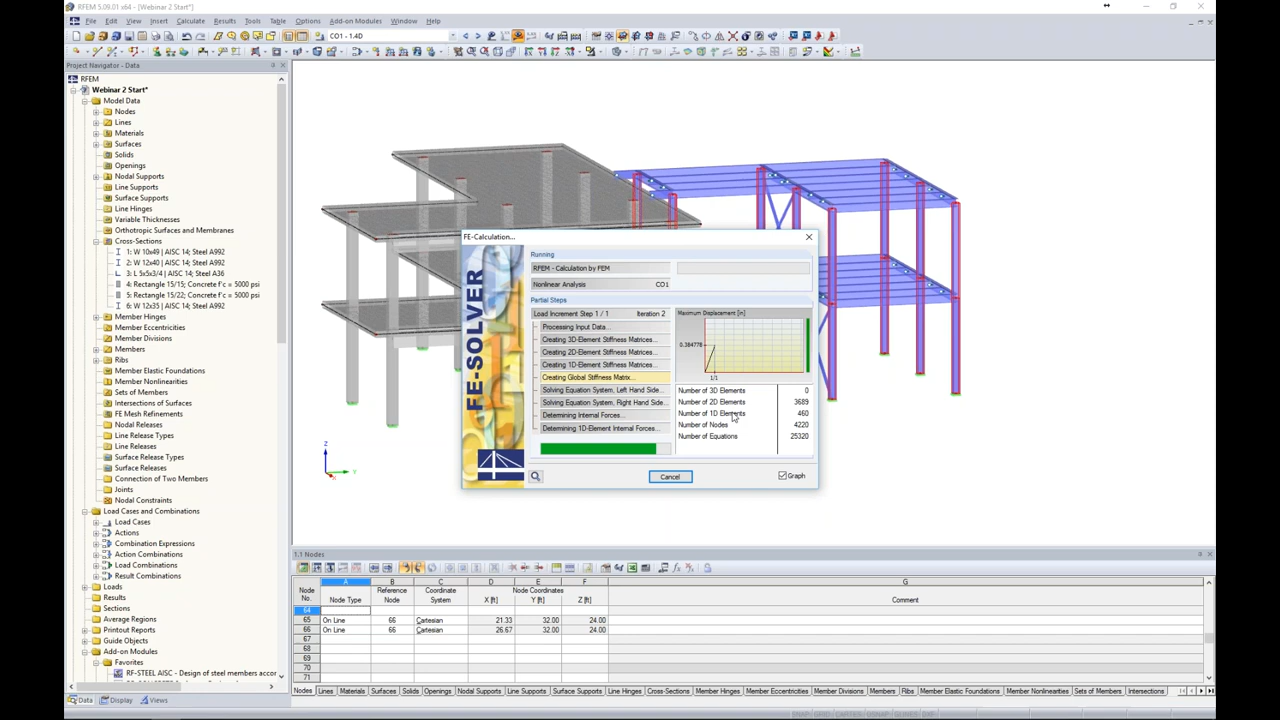 RFEM 5.09.01 x64 - [Webinar 2 Start*]
File Edit View Insert Calculate Results Tools Table Options Add-on Modules Window Help
CO1 - 1.4D
Project Navigator - Data
RFEM
Webinar 2 Start*
Model Data
Nodes
Lines
Materials
Surfaces
Solids
Openings
Nodal Supports
Line Supports
Surface Supports
Line Hinges
Variable Thicknesses
Orthotropic Surfaces and Membranes
Cross-Sections
1: W 10x49 | AISC 14; Steel A992
2: W 12x40 | AISC 14; Steel A992
3: L 5x5x3/4 | AISC 14; Steel A36
4: Rectangle 15/15; Concrete f'c = 5000 psi
5: Rectangle 15/22; Concrete f'c = 5000 psi
6: W 12x35 | AISC 14; Steel A992
Member Hinges
Member Eccentricities
Member Divisions
Members
Ribs
Member Elastic Foundations
Member Nonlinearities
Sets of Members
Intersections of Surfaces
FE Mesh Refinements
Nodal Releases
Line Release Types
Line Releases
Surface Release Types
Surface Releases
Connection of Two Members
Joints
Nodal Constraints
Load Cases and Combinations
Load Cases
Actions
Combination Expressions
Action Combinations
Load Combinations
Result Combinations
Loads
Results
Sections
Average Regions
Printout Reports
Guide Objects
Add-on Modules
Favorites
RF-STEEL AISC - Design of steel members accor
Data Display Views
FE-Calculation...
FE-SOLVER
Running
RFEM - Calculation by FEM
Nonlinear Analysis CO1
Partial Steps
Load Increment Step 1 / 1 Iteration 2
Processing Input Data...
Creating 3D-Element Stiffness Matrices...
Creating 2D-Element Stiffness Matrices...
Creating 1D-Element Stiffness Matrices...
Creating Global Stiffness Matrix...
Solving Equation System, Left Hand Side...
Solving Equation System, Right Hand Side...
Determining Internal Forces...
Determining 1D-Element Internal Forces...
Maximum Displacement [in]
0.384778
1/1
Number of 3D Elements 0
Number of 2D Elements 3689
Number of 1D Elements 460
Number of Nodes 4220
Number of Equations 25320
Cancel
Graph
Z
Y
X
1.1 Nodes
A B C D E F G
Node No. Node Type Reference Node Coordinate System Node Coordinates X [ft] Y [ft] Z [ft] Comment
64
65 On Line 66 Cartesian 21.33 32.00 24.00
66 On Line 66 Cartesian 26.67 32.00 24.00
67
68
69
70
71
Nodes Lines Materials Surfaces Solids Openings Nodal Supports Line Supports Surface Supports Line Hinges Cross-Sections Member Hinges Member Eccentricities Member Divisions Members Ribs Member Elastic Foundations Member Nonlinearities Sets of Members Intersections
SNAP GRID CARTES OSNAP GLINES DXF